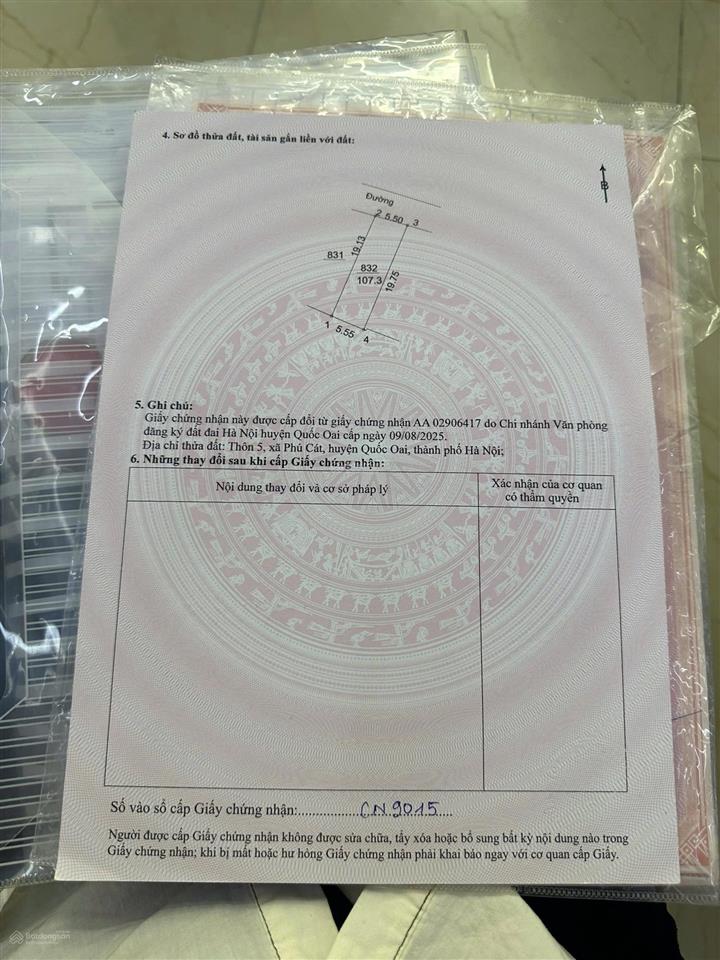 4. Sơ đồ thửa đất, tài sản gắn liền với đất:
B
Đường
2 5.50 3
831
19.13
832
107.3
19.75
1 5.55 4
5. Ghi chú:
Giấy chứng nhận này được cấp đổi từ giấy chứng nhận AA 02906417 do Chi nhánh Văn phòng
đăng ký đất đai Hà Nội huyện Quốc Oai cấp ngày 09/08/2025.
Địa chỉ thửa đất: Thôn 5, xã Phú Cát, huyện Quốc Oai, thành phố Hà Nội;
6. Những thay đổi sau khi cấp Giấy chứng nhận:
Nội dung thay đổi và cơ sở pháp lý
Xác nhận của cơ quan
có thẩm quyền
Số vào sổ cấp Giấy chứng nhận:..................CN 9015....
Người được cấp Giấy chứng nhận không được sửa chữa, tẩy xóa hoặc bổ sung bất kỳ nội dung nào trong
Giấy chứng nhận; khi bị mất hoặc hư hỏng Giấy chứng nhận phải khai báo ngay với cơ quan cấp Giấy.
Batdongsan